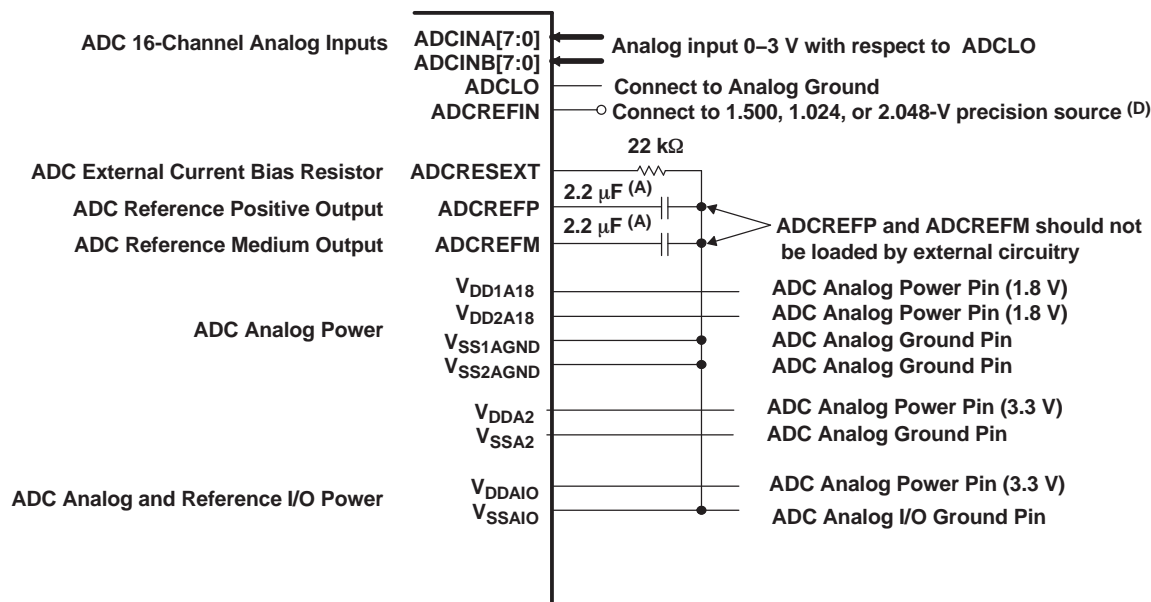 ADC 16-Channel Analog Inputs
ADCINA[7:0]
ADCINB[7:0]
Analog input 0–3 V with respect to ADCLO
ADCLO
Connect to Analog Ground
ADCREFIN
Connect to 1.500, 1.024, or 2.048-V precision source (D)
22 kΩ
ADC External Current Bias Resistor
ADCRESEXT
2.2 μF (A)
ADC Reference Positive Output
ADCREFP
2.2 μF (A)
ADC Reference Medium Output
ADCREFM
ADCREFP and ADCREFM should not
be loaded by external circuitry
VDD1A18
ADC Analog Power Pin (1.8 V)
VDD2A18
ADC Analog Power Pin (1.8 V)
ADC Analog Power
VSS1AGND
ADC Analog Ground Pin
VSS2AGND
ADC Analog Ground Pin
VDDA2
ADC Analog Power Pin (3.3 V)
VSSA2
ADC Analog Ground Pin
ADC Analog and Reference I/O Power
VDDAIO
ADC Analog Power Pin (3.3 V)
VSSAIO
ADC Analog I/O Ground Pin